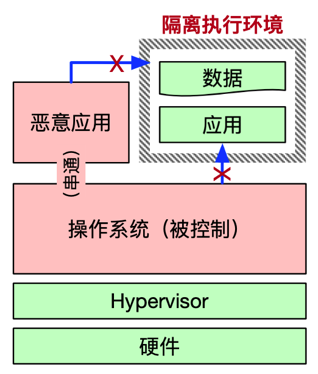 隔离执行环境
数据
恶意应用
应用
(串通)
操作系统（被控制）
Hypervisor
硬件